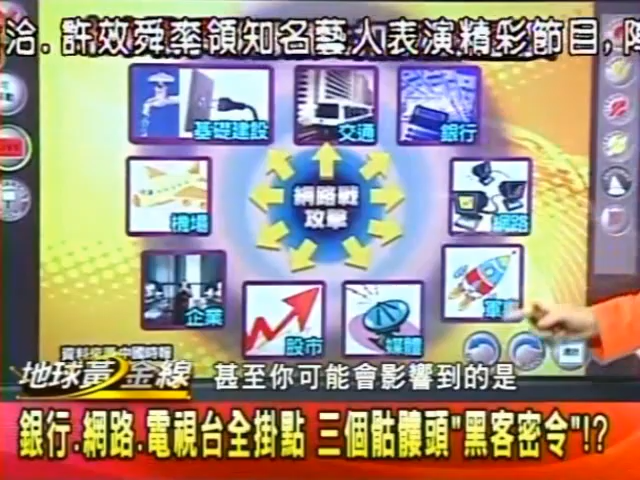 洽．許效舜率領知名藝人表演精彩節目，
基礎建設
交通
銀行
機場
網路戰
攻擊
網路
企業
股市
媒體
軍事
資料來源 中國時報
地球黃金線
甚至你可能會影響到的是
銀行．網路．電視台全掛點 三個骷髏頭"黑客密令"!?